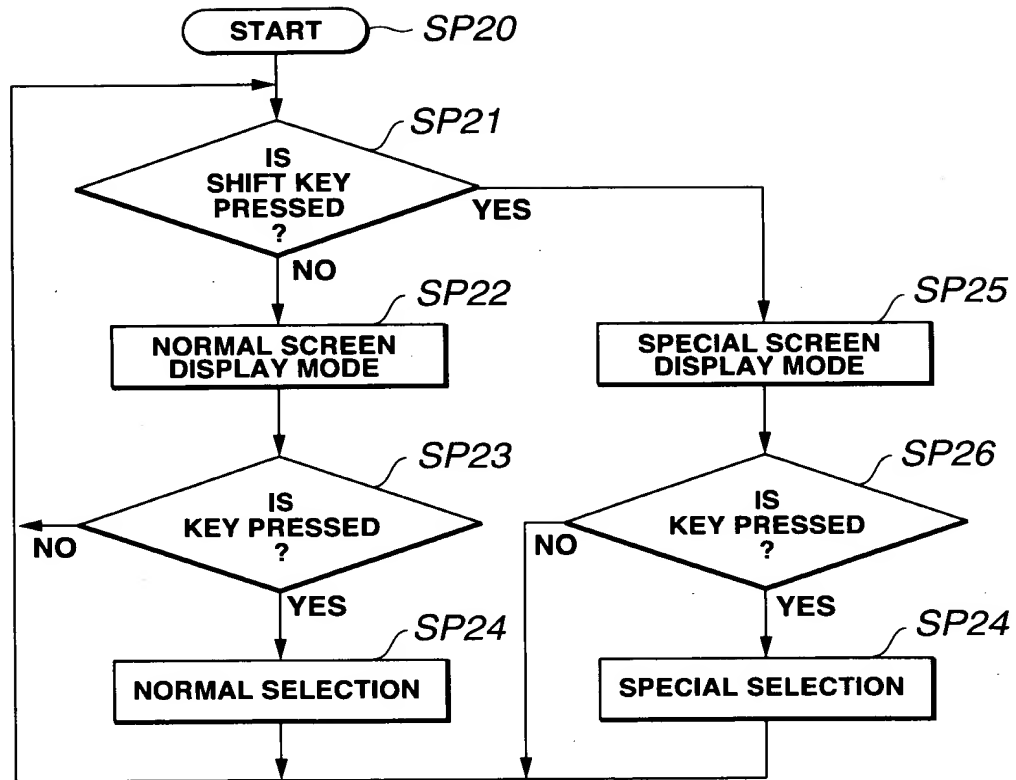 START
SP20
SP21
IS
SHIFT KEY
PRESSED
?
YES
NO
SP22
NORMAL SCREEN
DISPLAY MODE
SP25
SPECIAL SCREEN
DISPLAY MODE
SP23
IS
KEY PRESSED
?
NO
YES
SP26
IS
KEY PRESSED
?
NO
YES
SP24
NORMAL SELECTION
SP24
SPECIAL SELECTION